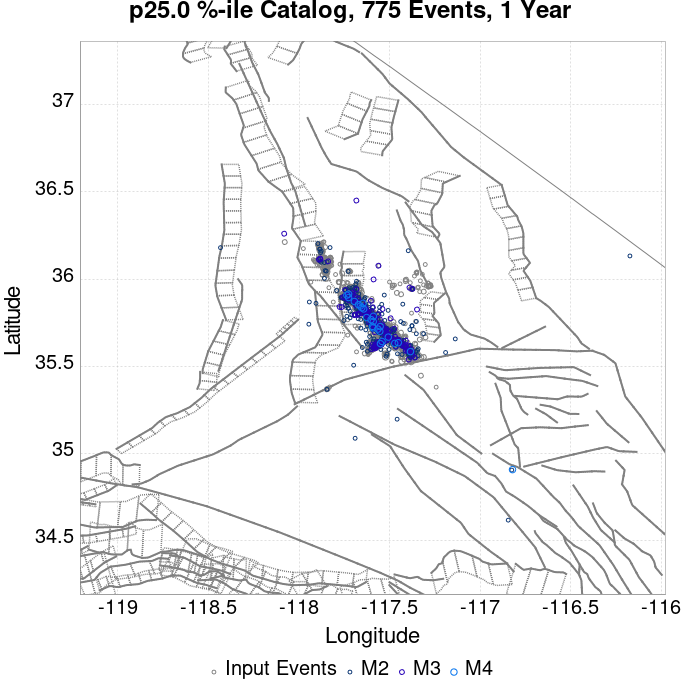 p25.0 %-ile Catalog, 775 Events, 1 Year
37
36.5
36
35.5
35
34.5
Latitude
-119 -118.5 -118 -117.5 -117 -116.5 -116
Longitude
Input Events M2 M3 M4